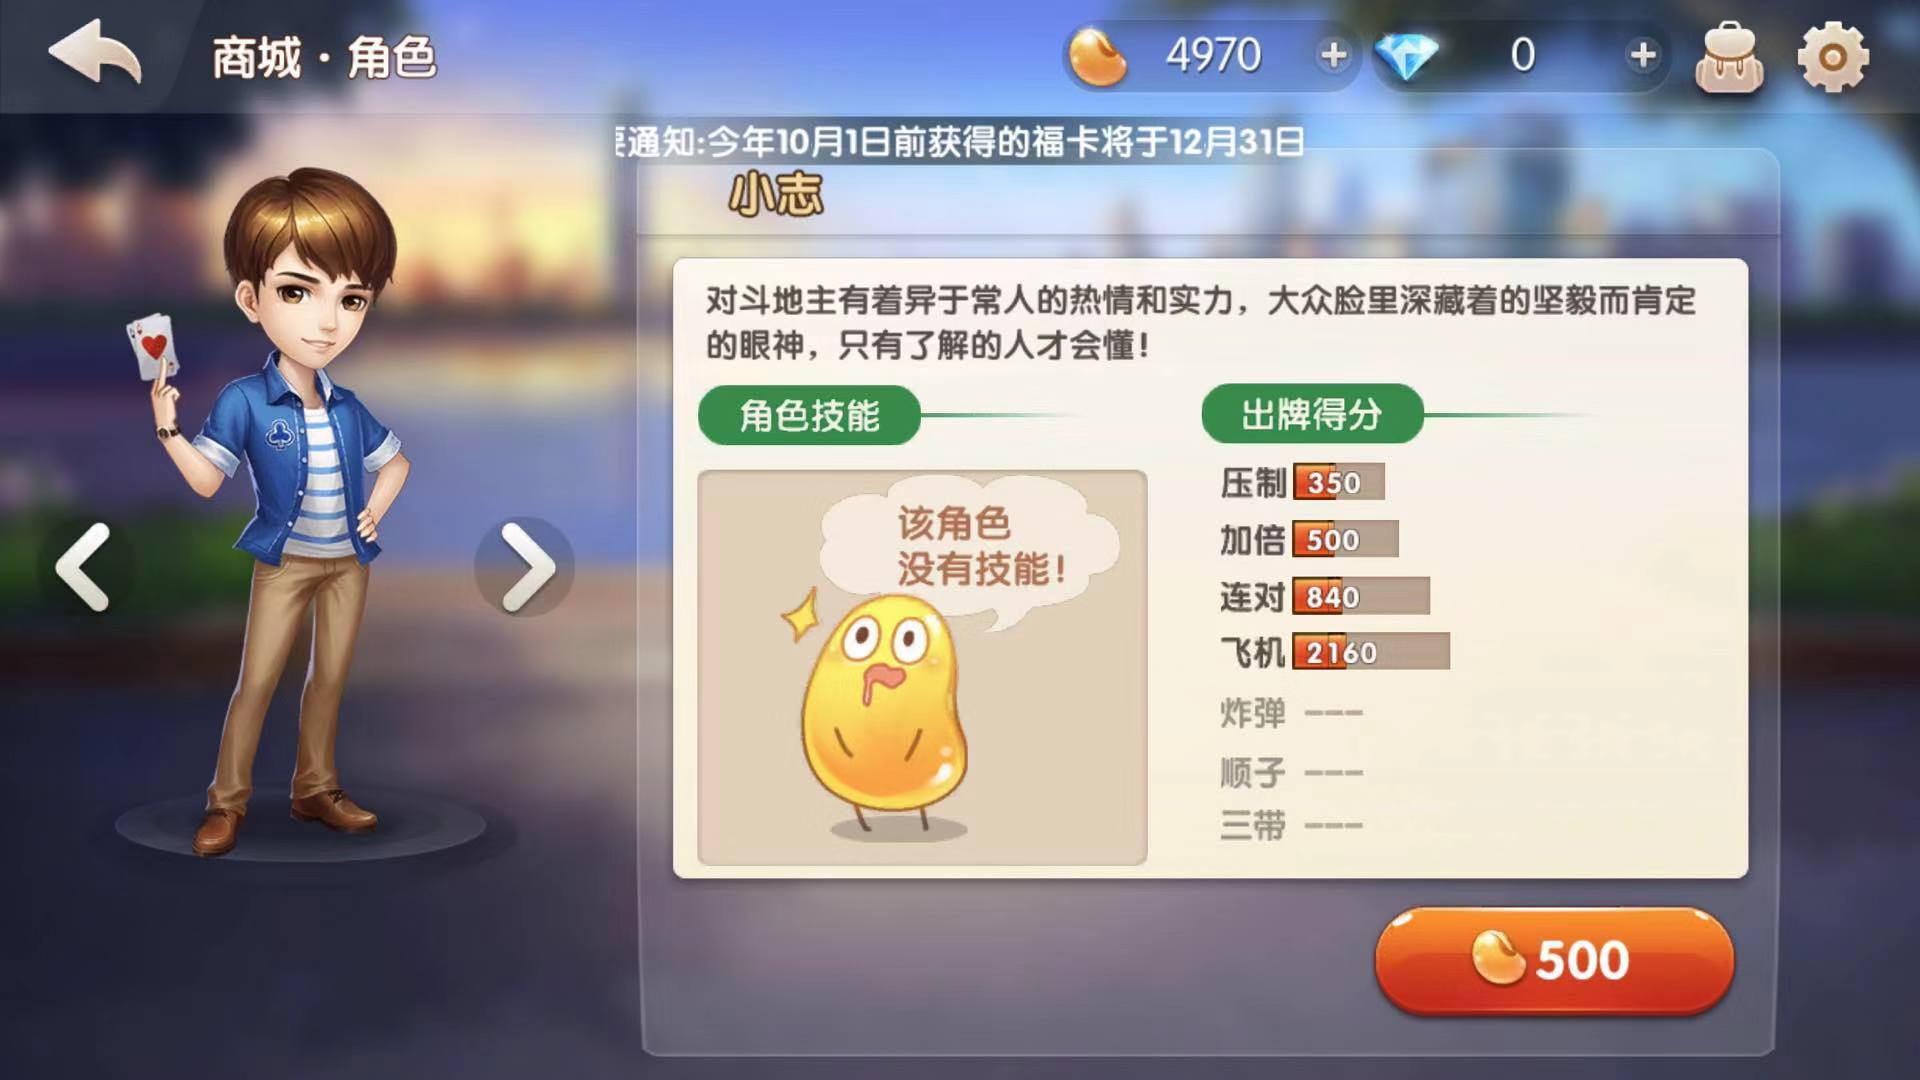 商城·角色
4970
0
通知:今年10月1日前获得的福卡将于12月31日
小志
对斗地主有着异于常人的热情和实力，大众脸里深藏着的坚毅而肯定
的眼神，只有了解的人才会懂！
角色技能
该角色
没有技能！
出牌得分
压制 350
加倍 500
连对 840
飞机 2160
炸弹 ---
顺子 ---
三带 ---
500